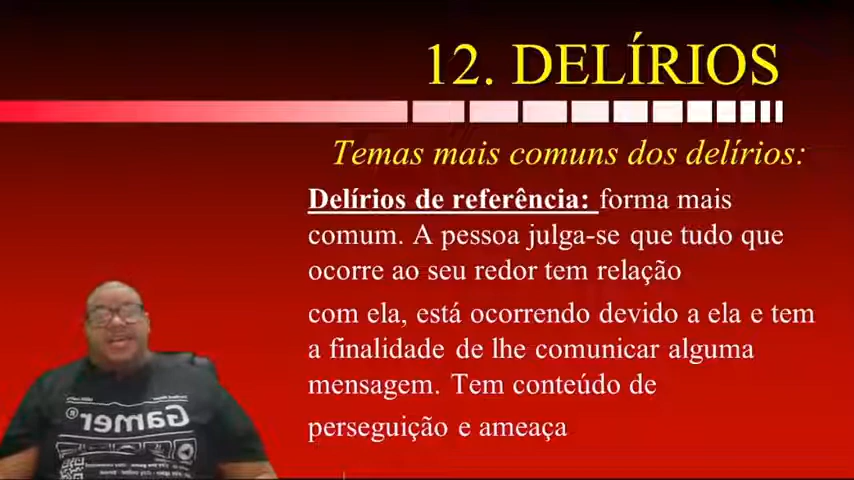 12. DELÍRIOS
Temas mais comuns dos delírios:
Delírios de referência: forma mais
comum. A pessoa julga-se que tudo que
ocorre ao seu redor tem relação
com ela, está ocorrendo devido a ela e tem
a finalidade de lhe comunicar alguma
mensagem. Tem conteúdo de
perseguição e ameaça
Gamer®